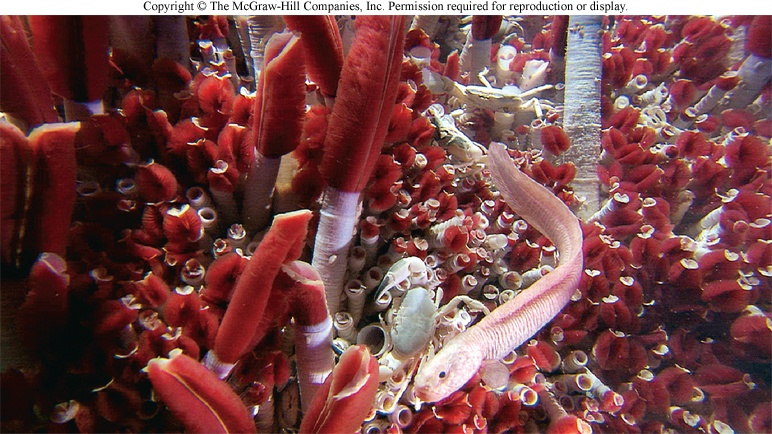 Copyright © The McGraw-Hill Companies, Inc. Permission required for reproduction or display.